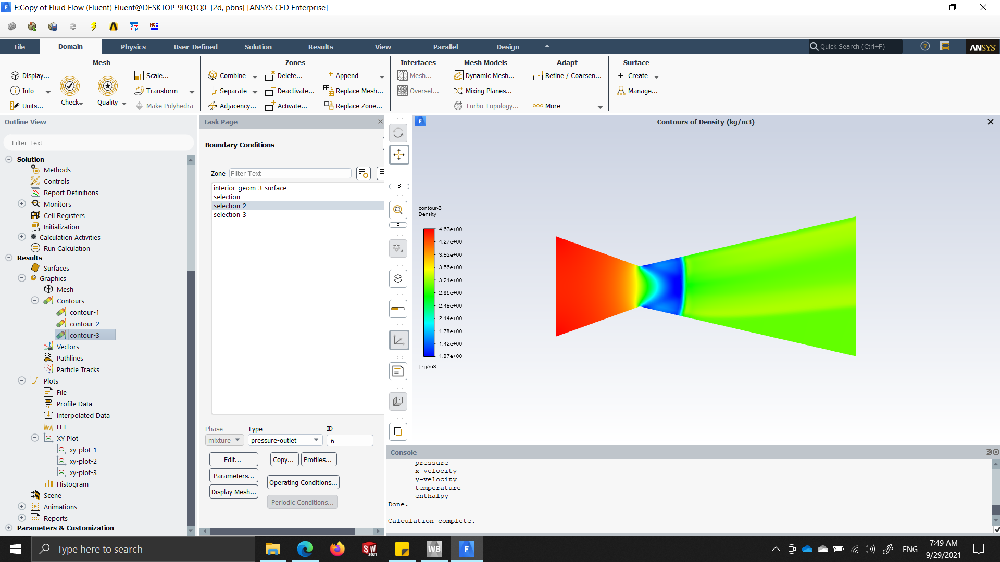 E:Copy of Fluid Flow (Fluent) Fluent@DESKTOP-9IJQ1Q0 [2d, pbns] [ANSYS CFD Enterprise]
File Domain Physics User-Defined Solution Results View Parallel Design Quick Search (Ctrl+F) ANSYS
Mesh
Display...
Info
Units...
Check
Quality
Scale...
Transform
Make Polyhedra
Zones
Combine
Separate
Adjacency...
Delete...
Deactivate...
Activate...
Append
Replace Mesh...
Replace Zone...
Interfaces
Mesh...
Overset...
Mesh Models
Dynamic Mesh...
Mixing Planes...
Turbo Topology...
Adapt
Refine / Coarsen...
More
Surface
Create
Manage...
Outline View
Filter Text
Solution
Methods
Controls
Report Definitions
Monitors
Cell Registers
t=0 Initialization
Calculation Activities
Run Calculation
Results
Surfaces
Graphics
Mesh
Contours
contour-1
contour-2
contour-3
Vectors
Pathlines
Particle Tracks
Plots
File
Profile Data
Interpolated Data
FFT
XY Plot
xy-plot-1
xy-plot-2
xy-plot-3
Histogram
Scene
Animations
Reports
Parameters & Customization
Task Page
Boundary Conditions
Zone Filter Text
interior-geom-3_surface
selection
selection_2
selection_3
Phase Type ID
mixture pressure-outlet 6
Edit... Copy... Profiles...
Parameters... Operating Conditions...
Display Mesh... Periodic Conditions...
Contours of Density (kg/m3)
contour-3
Density
4.63e+00
4.27e+00
3.92e+00
3.56e+00
3.21e+00
2.85e+00
2.49e+00
2.14e+00
1.78e+00
1.42e+00
1.07e+00
[ kg/m3 ]
Console
pressure
x-velocity
y-velocity
temperature
enthalpy
Done.
Calculation complete.
Type here to search
SW
2021
WB
F
ENG
7:49 AM
9/29/2021